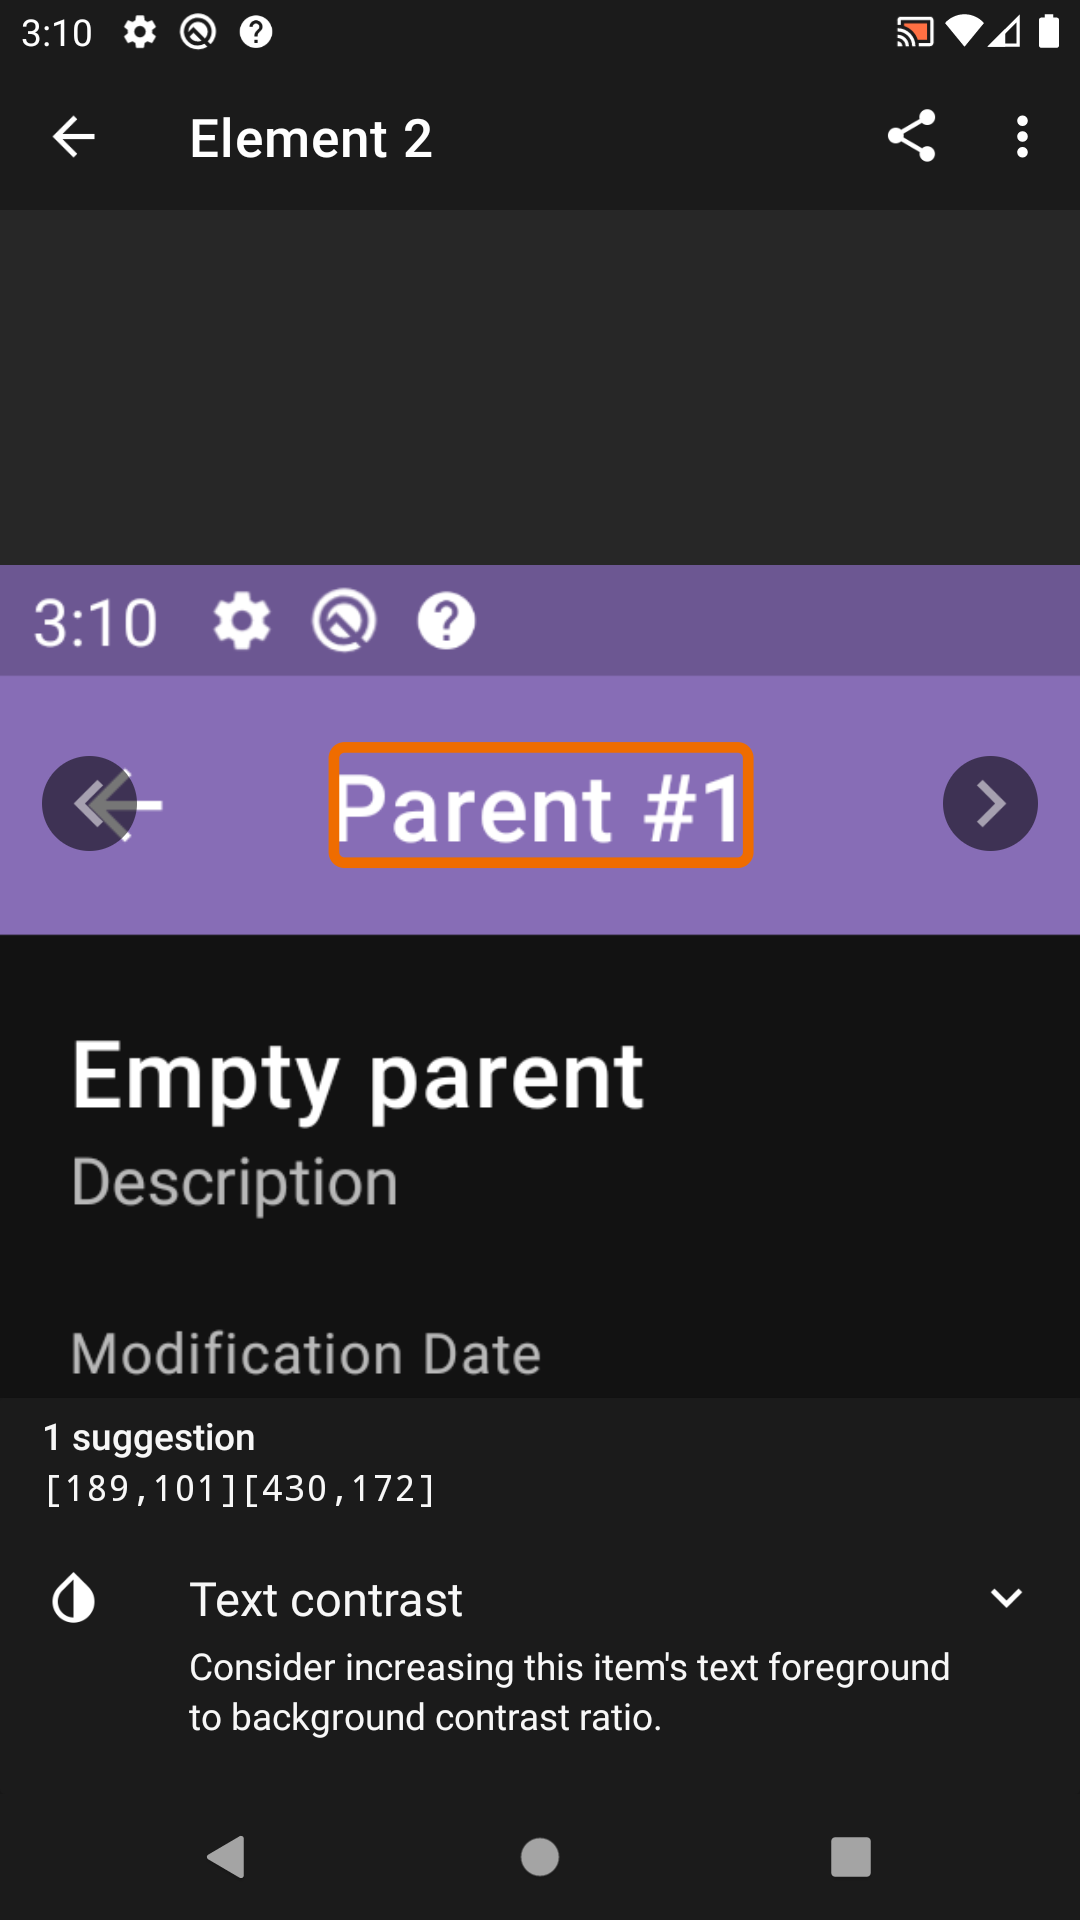 3:10
Element 2
3:10
Parent #1
Empty parent
Description
Modification Date
1 suggestion
[189,101][430,172]
Text contrast
Consider increasing this item's text foreground
to background contrast ratio.